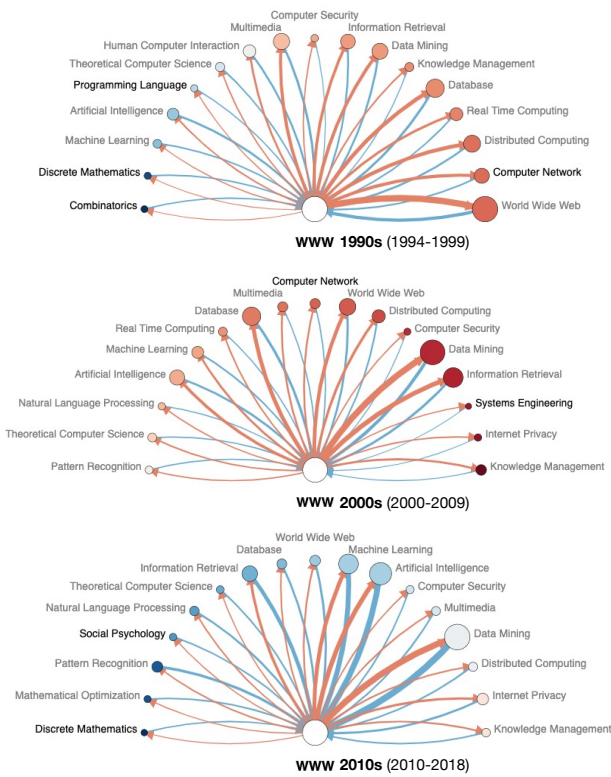 Computer Security
Multimedia
Information Retrieval
Human Computer Interaction
Data Mining
Theoretical Computer Science
Knowledge Management
Programming Language
Database
Artificial Intelligence
Real Time Computing
Machine Learning
Distributed Computing
Discrete Mathematics
Computer Network
Combinatorics
World Wide Web
WWW 1990s (1994-1999)
Computer Network
Multimedia
World Wide Web
Database
Distributed Computing
Real Time Computing
Computer Security
Machine Learning
Data Mining
Artificial Intelligence
Information Retrieval
Natural Language Processing
Systems Engineering
Theoretical Computer Science
Internet Privacy
Pattern Recognition
Knowledge Management
WWW 2000s (2000-2009)
World Wide Web
Database
Machine Learning
Information Retrieval
Artificial Intelligence
Theoretical Computer Science
Computer Security
Natural Language Processing
Multimedia
Social Psychology
Data Mining
Pattern Recognition
Distributed Computing
Mathematical Optimization
Internet Privacy
Discrete Mathematics
Knowledge Management
WWW 2010s (2010-2018)